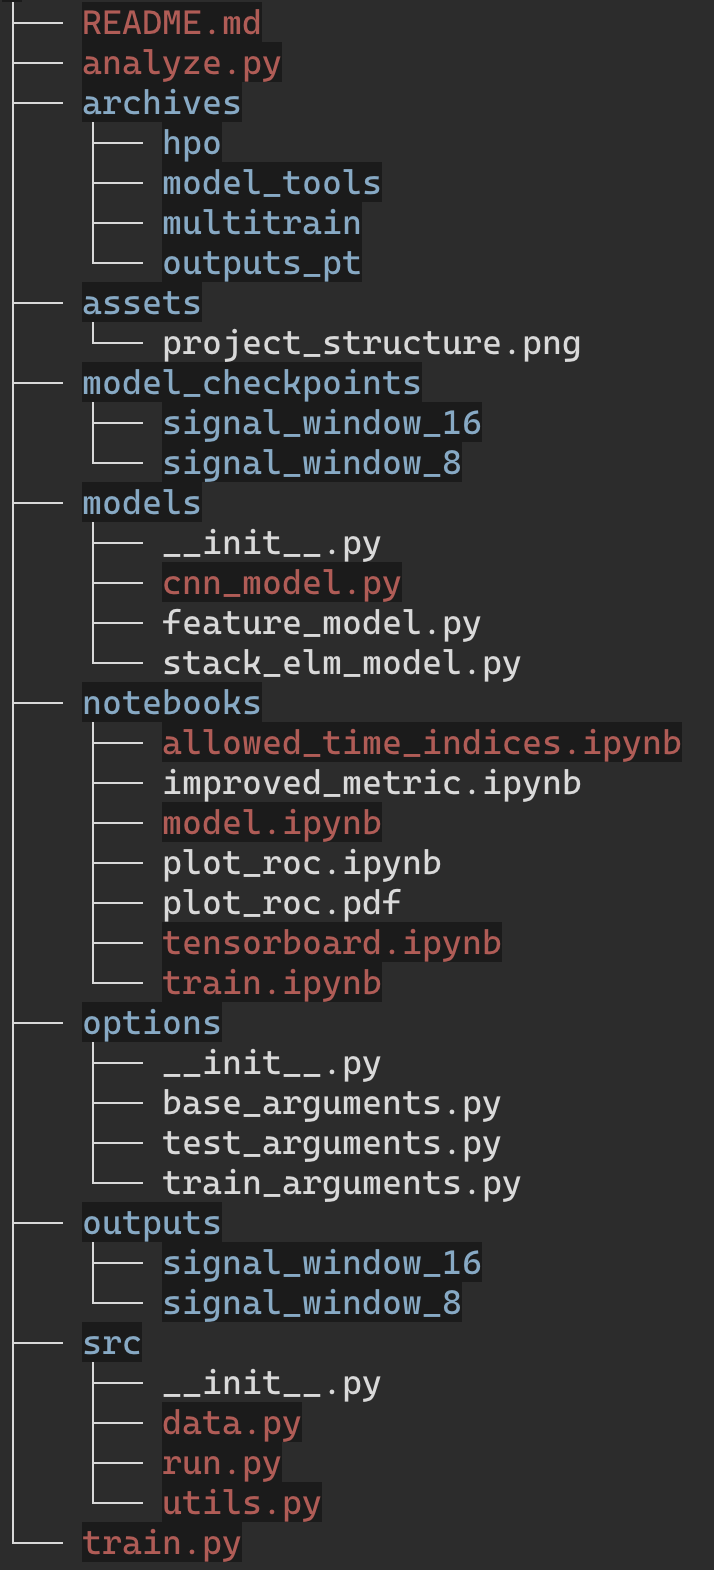 README.md
analyze.py
archives
hpo
model_tools
multitrain
outputs_pt
assets
project_structure.png
model_checkpoints
signal_window_16
signal_window_8
models
__init__.py
cnn_model.py
feature_model.py
stack_elm_model.py
notebooks
allowed_time_indices.ipynb
improved_metric.ipynb
model.ipynb
plot_roc.ipynb
plot_roc.pdf
tensorboard.ipynb
train.ipynb
options
__init__.py
base_arguments.py
test_arguments.py
train_arguments.py
outputs
signal_window_16
signal_window_8
src
__init__.py
data.py
run.py
utils.py
train.py